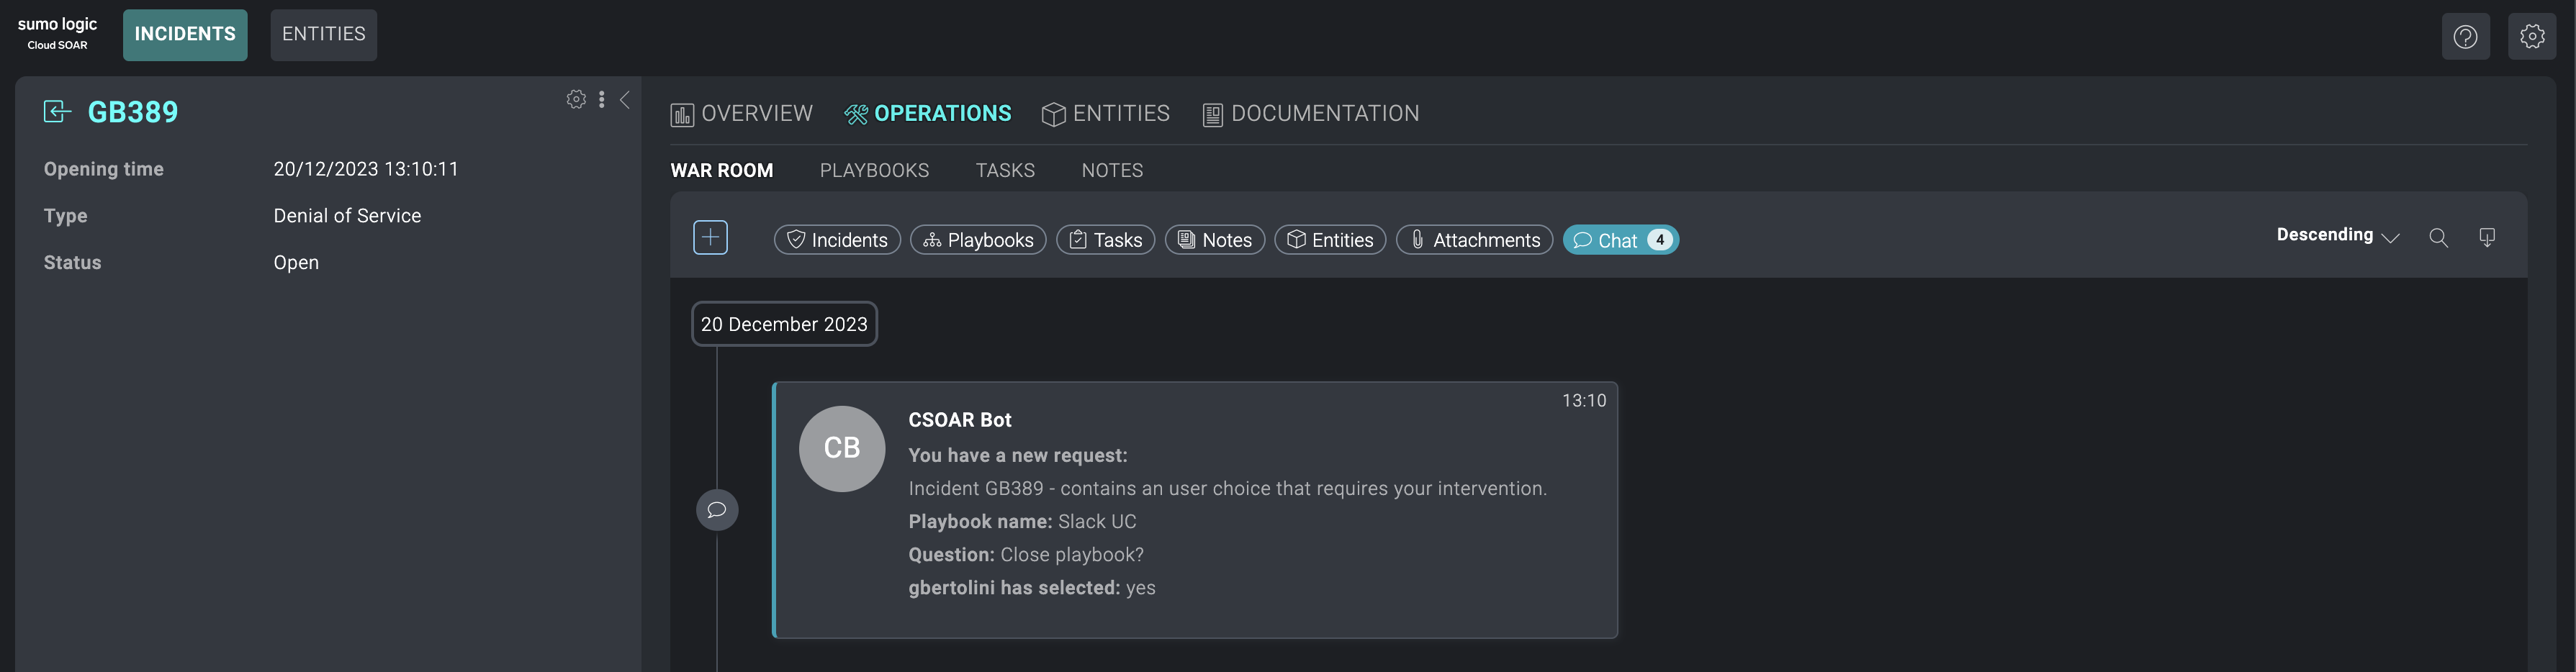 sumo logic
Cloud SOAR
INCIDENTS
ENTITIES
GB389
Opening time 20/12/2023 13:10:11
Type Denial of Service
Status Open
OVERVIEW OPERATIONS ENTITIES DOCUMENTATION
WAR ROOM PLAYBOOKS TASKS NOTES
Incidents Playbooks Tasks Notes Entities Attachments Chat 4 Descending
20 December 2023
13:10
CSOAR Bot
CB
You have a new request:
Incident GB389 - contains an user choice that requires your intervention.
Playbook name: Slack UC
Question: Close playbook?
gbertolini has selected: yes